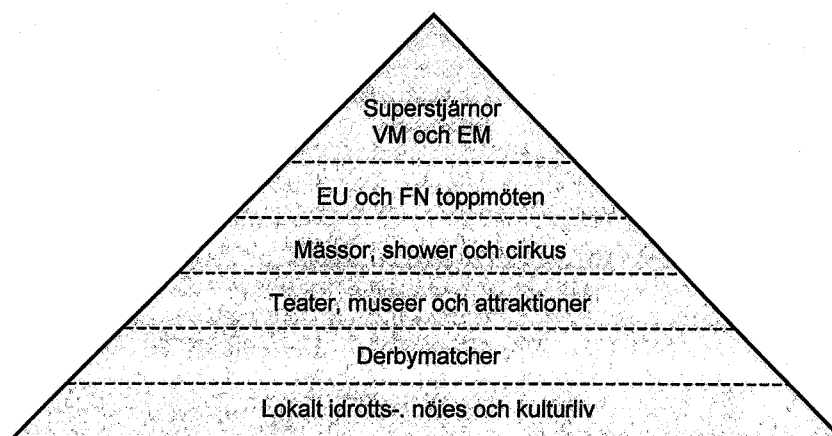 Superstjärnor
VM och EM
EU och FN toppmöten
Mässor, shower och cirkus
Teater, museer och attraktioner
Derbymatcher
Lokalt idrotts-. nöjes och kulturliv